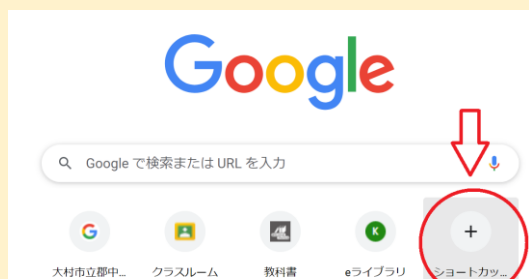 Google
Google で検索または URL を入力
G
K
大村市立郡中...
クラスルーム
教科書
eライブラリ
ショートカッ...